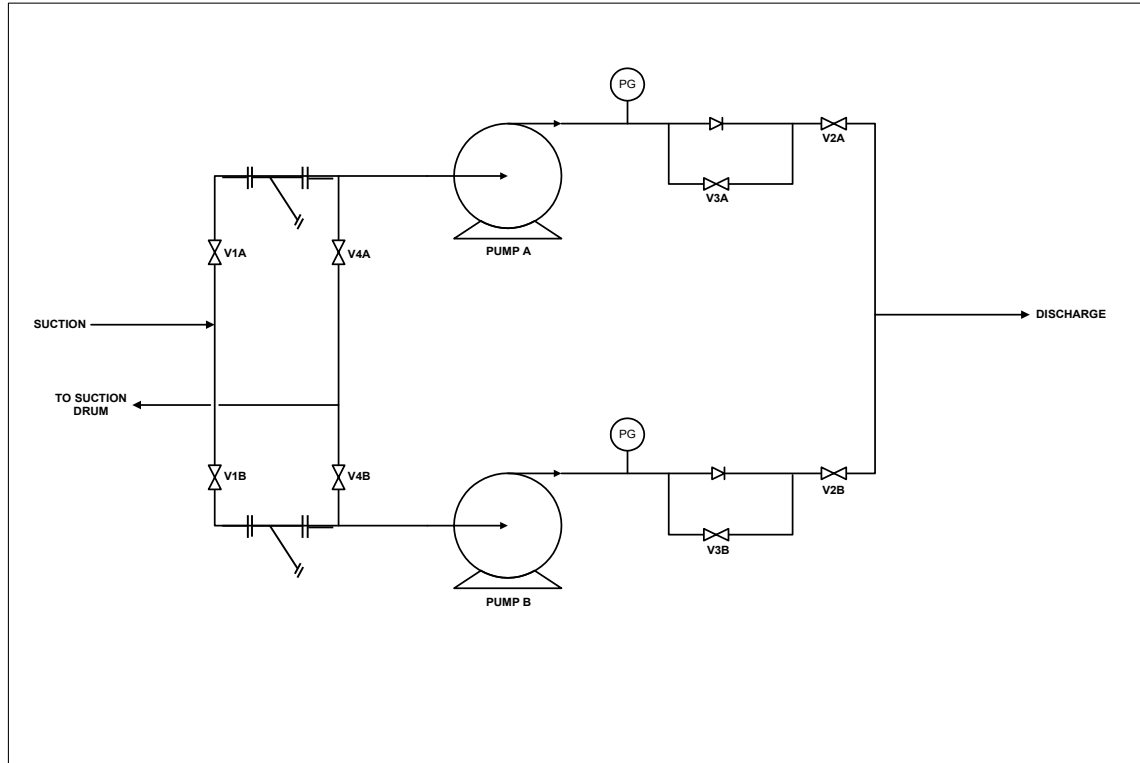 PG
V2A
V3A
V1A
V4A
PUMP A
SUCTION
DISCHARGE
TO SUCTION
DRUM
PG
V1B
V4B
V2B
V3B
PUMP B